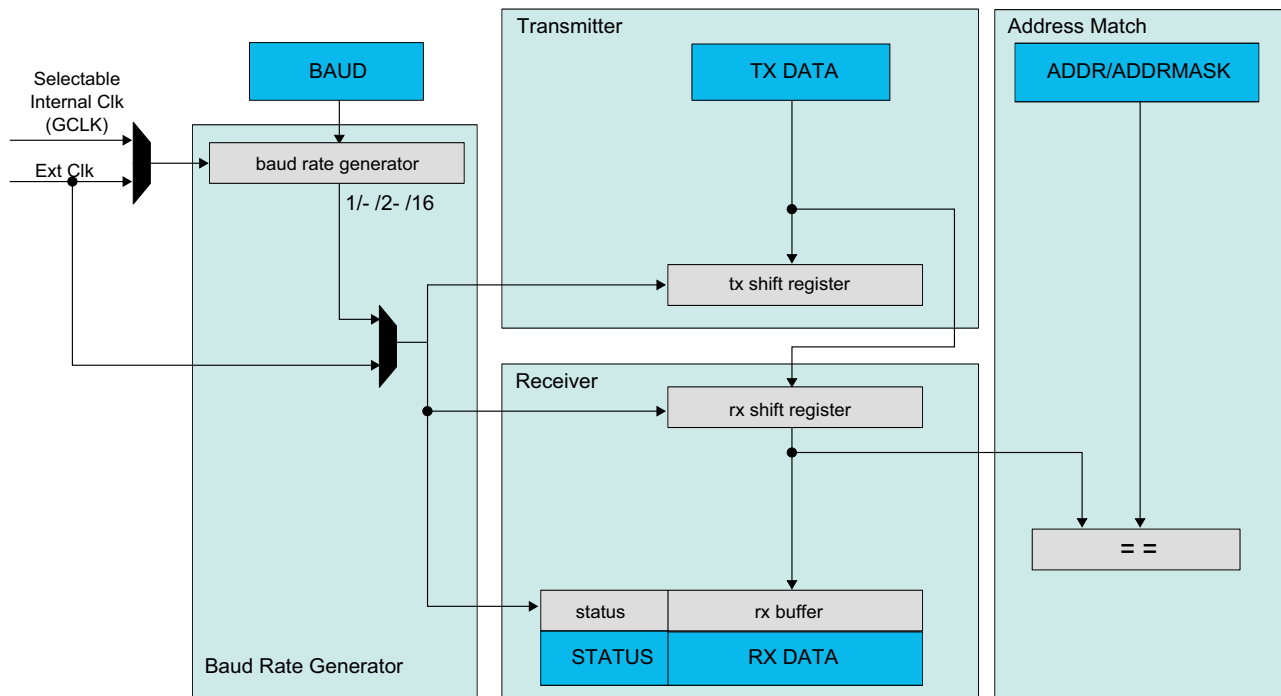 Transmitter
Address Match
BAUD
TX DATA
ADDR/ADDRMASK
Selectable
Internal Clk
(GCLK)
baud rate generator
Ext Clk
1/- /2- /16
tx shift register
Receiver
rx shift register
= =
status
rx buffer
STATUS
RX DATA
Baud Rate Generator